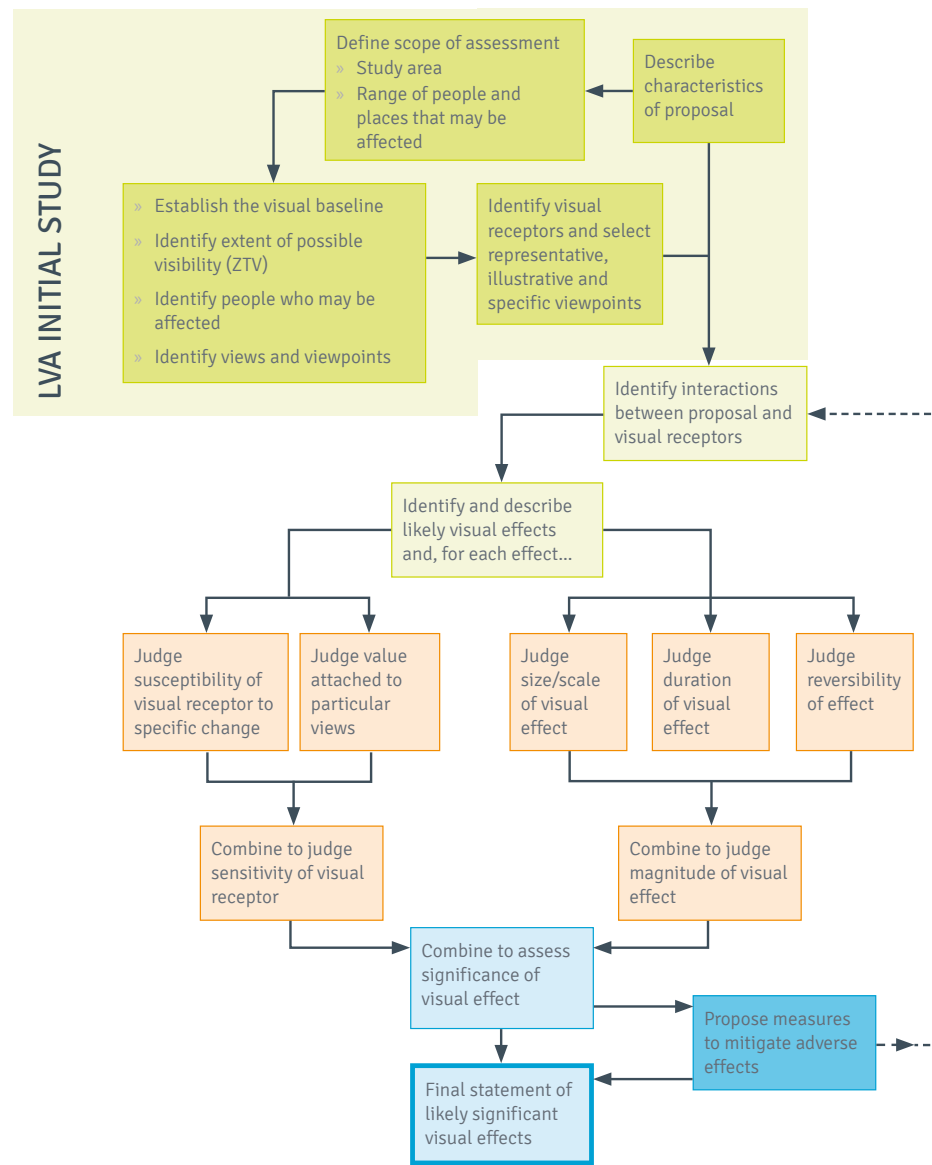 LVA INITIAL STUDY
Define scope of assessment
» Study area
» Range of people and
places that may be
affected
Describe
characteristics
of proposal
» Establish the visual baseline
» Identify extent of possible
visibility (ZTV)
» Identify people who may be
affected
» Identify views and viewpoints
Identify visual
receptors and select
representative,
illustrative and
specific viewpoints
Identify interactions
between proposal and
visual receptors
Identify and describe
likely visual effects
and, for each effect...
Judge
susceptibility of
visual receptor to
specific change
Judge value
attached to
particular
views
Judge
size/scale
of visual
effect
Judge
duration
of visual
effect
Judge
reversibility
of effect
Combine to judge
sensitivity of visual
receptor
Combine to judge
magnitude of visual
effect
Combine to assess
significance of
visual effect
Propose measures
to mitigate adverse
effects
Final statement of
likely significant
visual effects